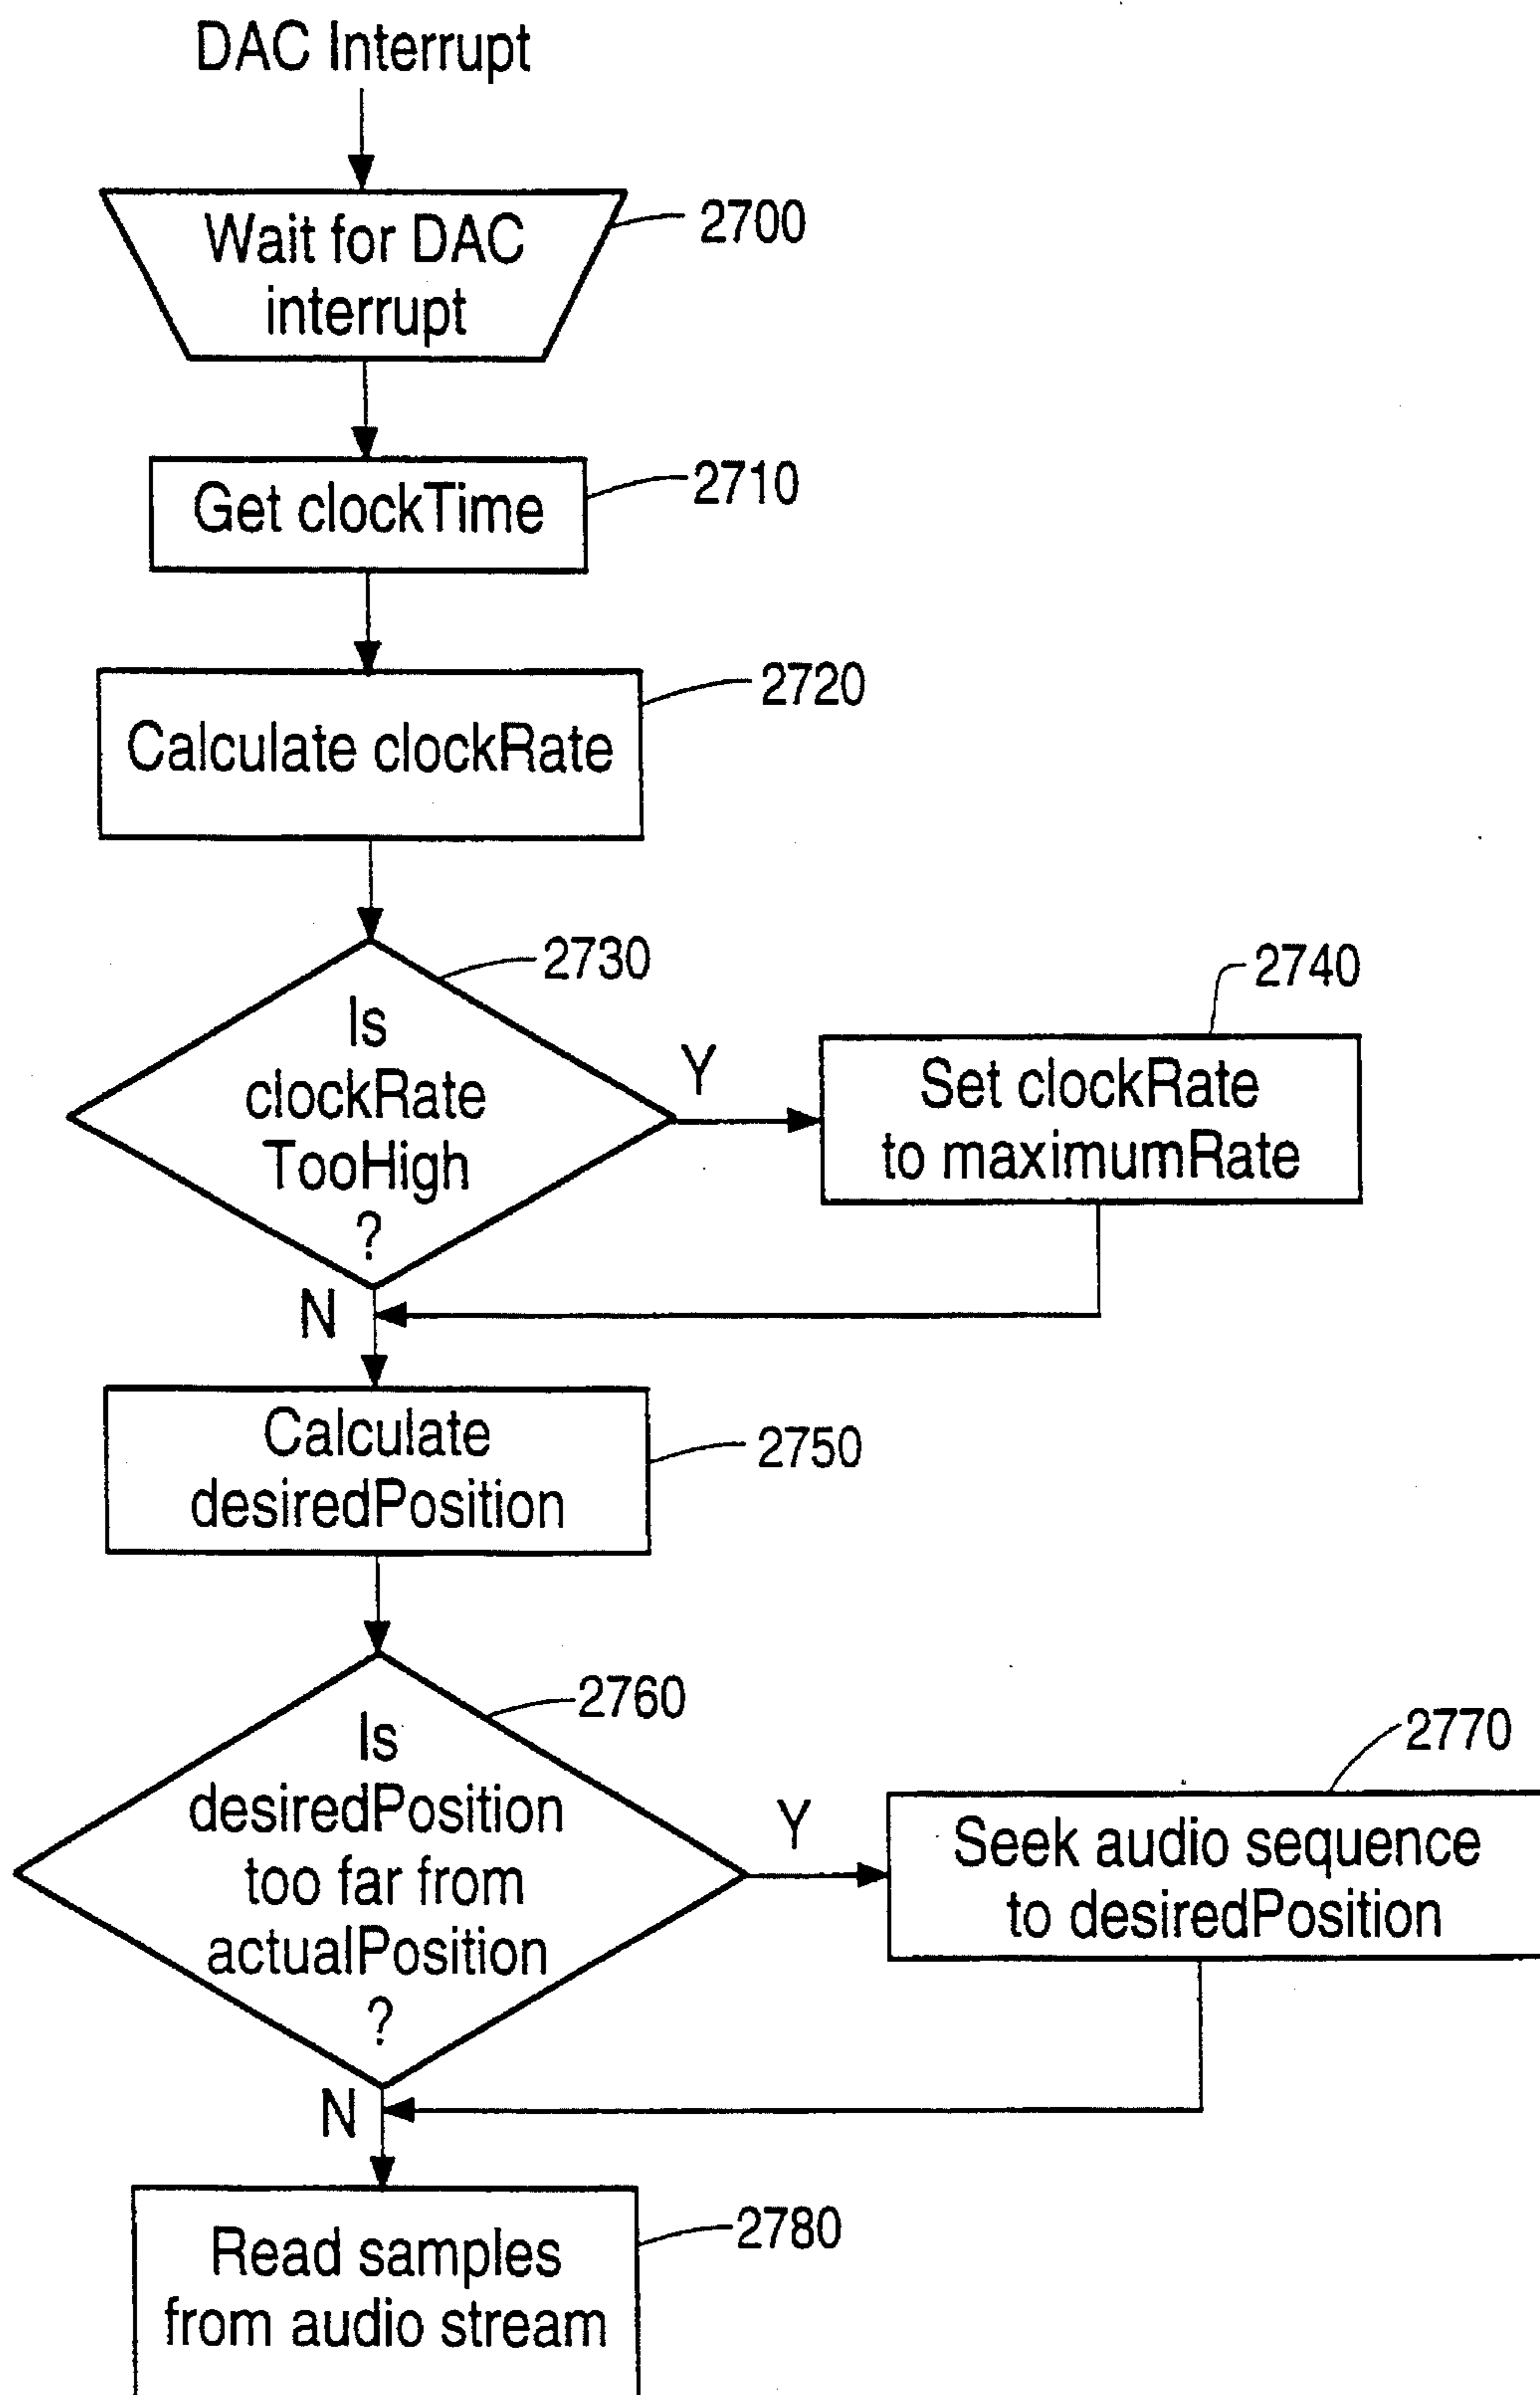 DAC Interrupt
Wait for DAC
interrupt
2700
Get clockTime
2710
Calculate clockRate
2720
Is
clockRate
TooHigh
?
2730
Y
N
Set clockRate
to maximumRate
2740
Calculate
desiredPosition
2750
Is
desiredPosition
too far from
actualPosition
?
2760
Y
N
Seek audio sequence
to desiredPosition
2770
Read samples
from audio stream
2780